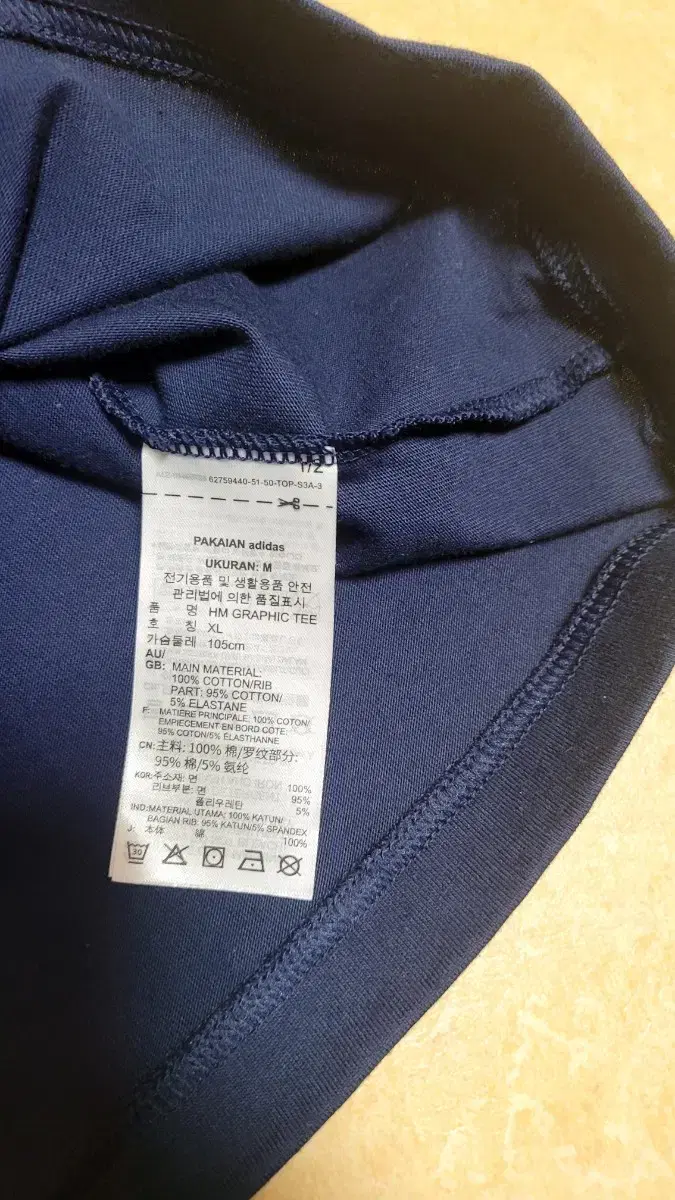 1/2
62759440-51-50-TOP-S3A-3
PAKAIAN adidas
UKURAN: M
전기용품 및 생활용품 안전
관리법에 의한 품질표시
품 명 HM GRAPHIC TEE
호 칭 XL
가슴둘레 105cm
AU/
GB: MAIN MATERIAL:
100% COTTON/RIB
PART: 95% COTTON/
5% ELASTANE
F: MATIÈRE PRINCIPALE: 100% COTON/
EMPIECEMENT EN BORD COTE:
95% COTON/5% ÉLASTHANNE
CN: 主料: 100% 棉/罗纹部分:
95% 棉/5% 氨纶
KOR: 주소재: 면 100%
리브부분: 면 95%
폴리우레탄 5%
IND: MATERIAL UTAMA: 100% KATUN/
BAGIAN RIB: 95% KATUN/5% SPANDEX
J: 本体 綿 100%
30